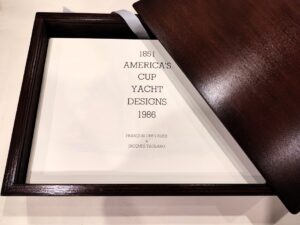 1851
AMERICA'S
CUP
YACHT
DESIGNS
1986
FRANÇOIS CHEVALIER
&
JACQUES TAGLANG